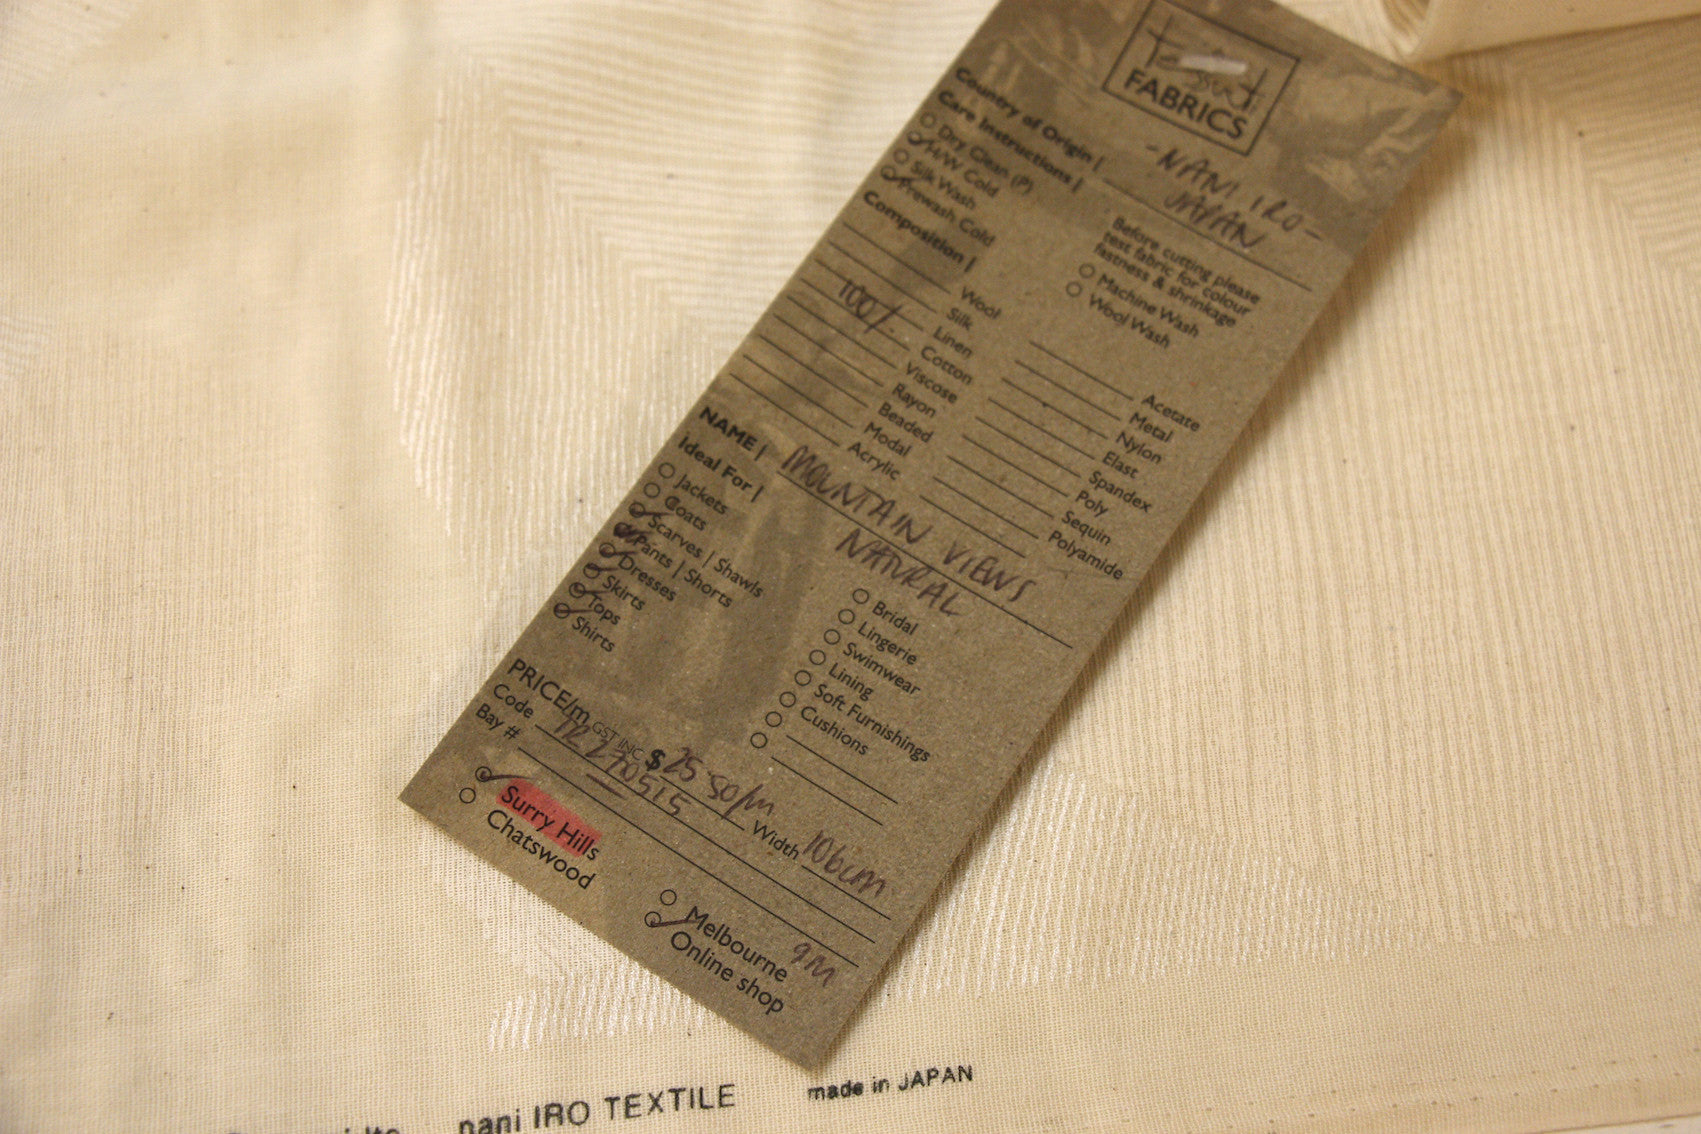 tessuti
FABRICS
Country of Origin | - NANI IRO -
JAPAN
Care Instructions |
Dry Clean (P)
H/W Cold
Silk Wash
Prewash Cold
Before cutting please
test fabric for colour
fastness & shrinkage
Machine Wash
Wool Wash
Composition |
Wool
Silk
Linen
100% Cotton
Viscose
Rayon
Beaded
Modal
Acrylic
Acetate
Metal
Nylon
Elast
Spandex
Poly
Sequin
Polyamide
NAME | MOUNTAIN VIEWS
NATURAL
Ideal For |
Jackets
Coats
Scarves | Shawls
Pants | Shorts
Dresses
Skirts
Tops
Shirts
Bridal
Lingerie
Swimwear
Lining
Soft Furnishings
Cushions
PRICE/m GST INC $ 25.50/m
Code Width 106cm
Bay #
Surry Hills
Chatswood
Melbourne 9M
Online shop
nani IRO TEXTILE made in JAPAN